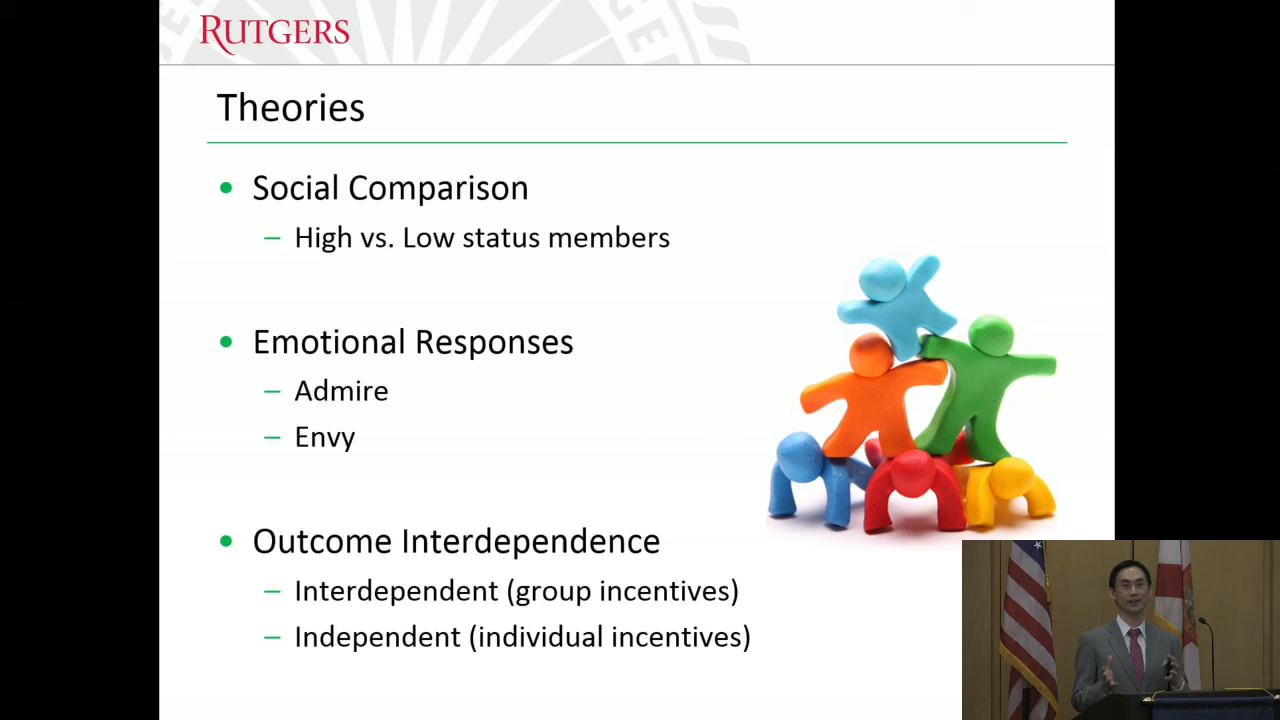 RUTGERS
Theories
• Social Comparison
– High vs. Low status members
• Emotional Responses
– Admire
– Envy
• Outcome Interdependence
– Interdependent (group incentives)
– Independent (individual incentives)